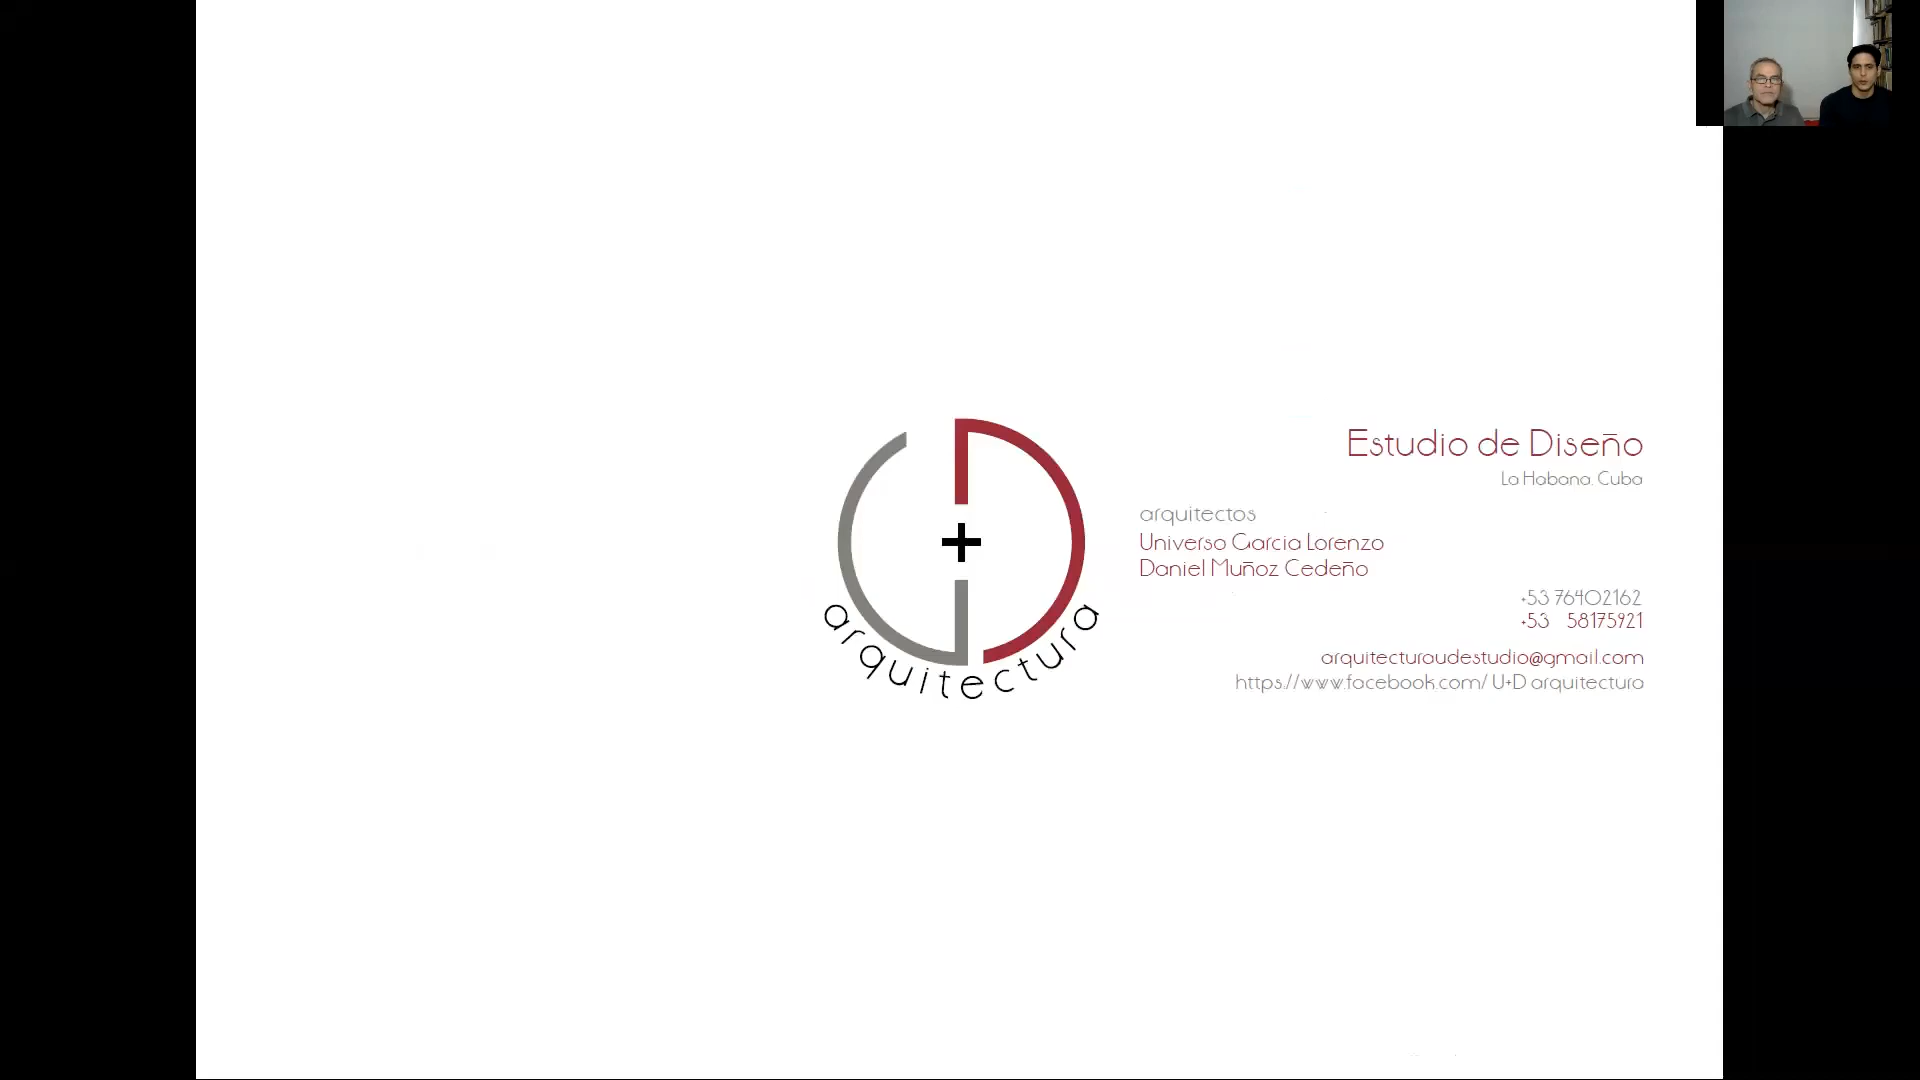 +
arquitectura
Estudio de Diseño
La Habana. Cuba
arquitectos
Universo García Lorenzo
Daniel Muñoz Cedeño
+53 76402162
+53 58175921
arquitecturaudestudio@gmail.com
https://www.facebook.com/ U+D arquitectura